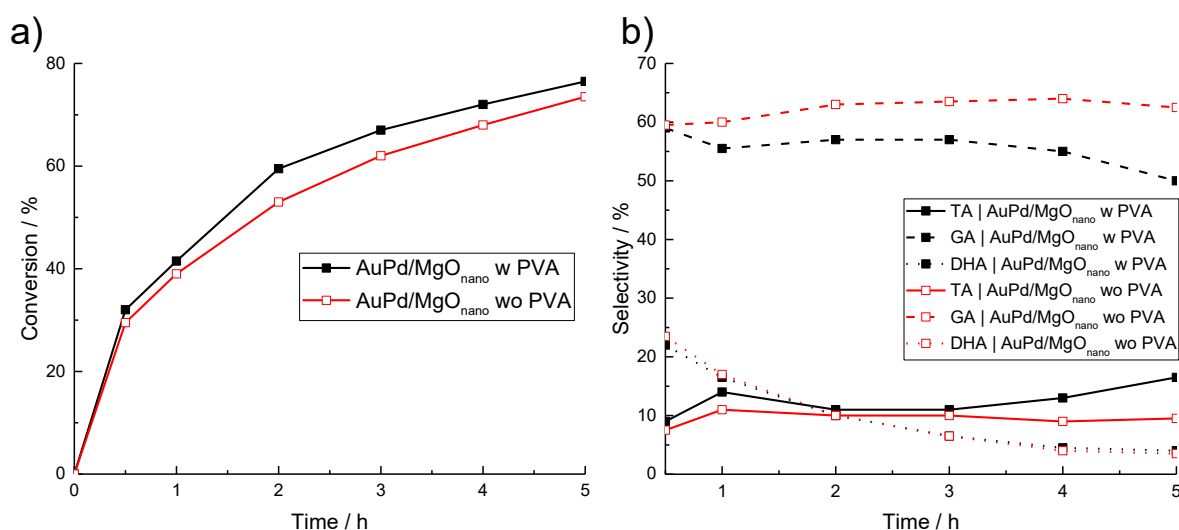 a)
Conversion / %
80
60
40
20
0
0 1 2 3 4 5
Time / h
AuPd/MgOnano w PVA
AuPd/MgOnano wo PVA
b)
Selectivity / %
70
60
50
40
30
20
10
0
1 2 3 4 5
Time / h
TA | AuPd/MgOnano w PVA
GA | AuPd/MgOnano w PVA
DHA | AuPd/MgOnano w PVA
TA | AuPd/MgOnano wo PVA
GA | AuPd/MgOnano wo PVA
DHA | AuPd/MgOnano wo PVA